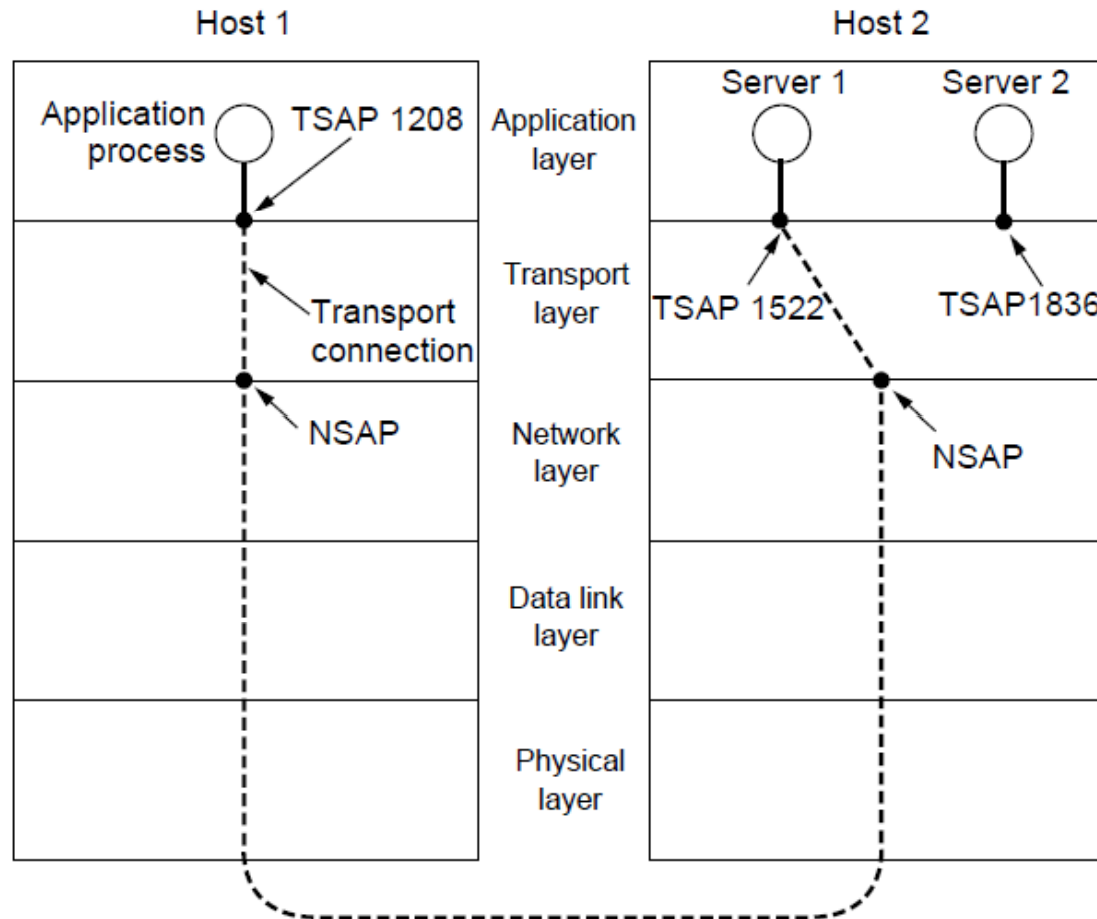 Host 1
Host 2
Application
process
TSAP 1208
Application
layer
Server 1
Server 2
Transport
layer
Transport
connection
TSAP 1522
TSAP1836
NSAP
Network
layer
NSAP
Data link
layer
Physical
layer